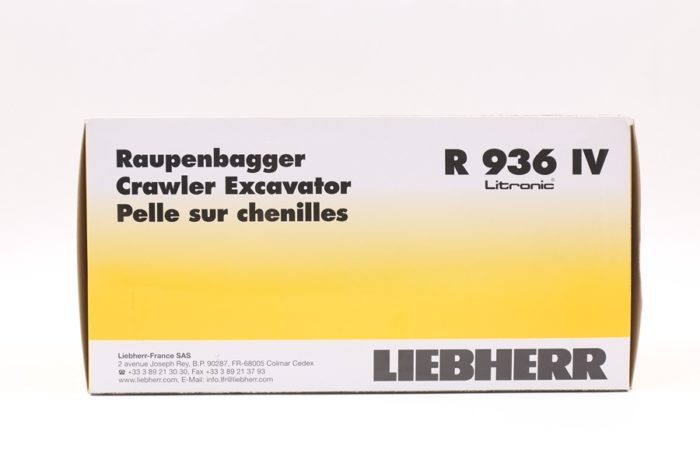 Raupenbagger
Crawler Excavator
Pelle sur chenilles
R 936 IV
Litronic®
Liebherr-France SAS
2 avenue Joseph Rey, B.P. 90287, FR-68005 Colmar Cedex
☎ +33 3 89 21 30 30, Fax +33 3 89 21 37 93
www.liebherr.com, E-Mail: info.lfr@liebherr.com
LIEBHERR